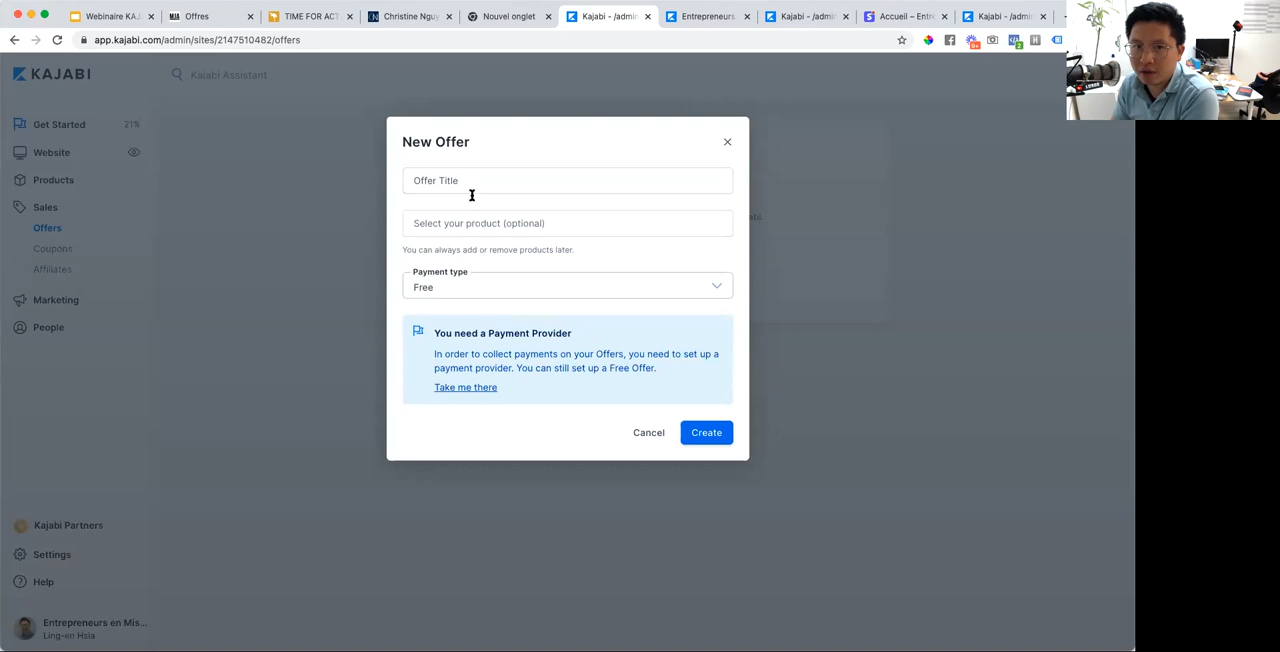 Webinaire KAJ
Offres
TIME FOR ACT
Christine Nguy
Nouvel onglet
Kajabi - /admin
Entrepreneurs
Kajabi - /admin
Accueil – Entre
Kajabi - /admin
app.kajabi.com/admin/sites/2147510482/offers
KAJABI
Kajabi Assistant
Get Started 21%
Website
Products
Sales
Offers
Coupons
Affiliates
Marketing
People
Kajabi Partners
Settings
Help
Entrepreneurs en Mis...
Ling-en Hsia
New Offer
Offer Title
Select your product (optional)
You can always add or remove products later.
Payment type
Free
You need a Payment Provider
In order to collect payments on your Offers, you need to set up a
payment provider. You can still set up a Free Offer.
Take me there
Cancel
Create